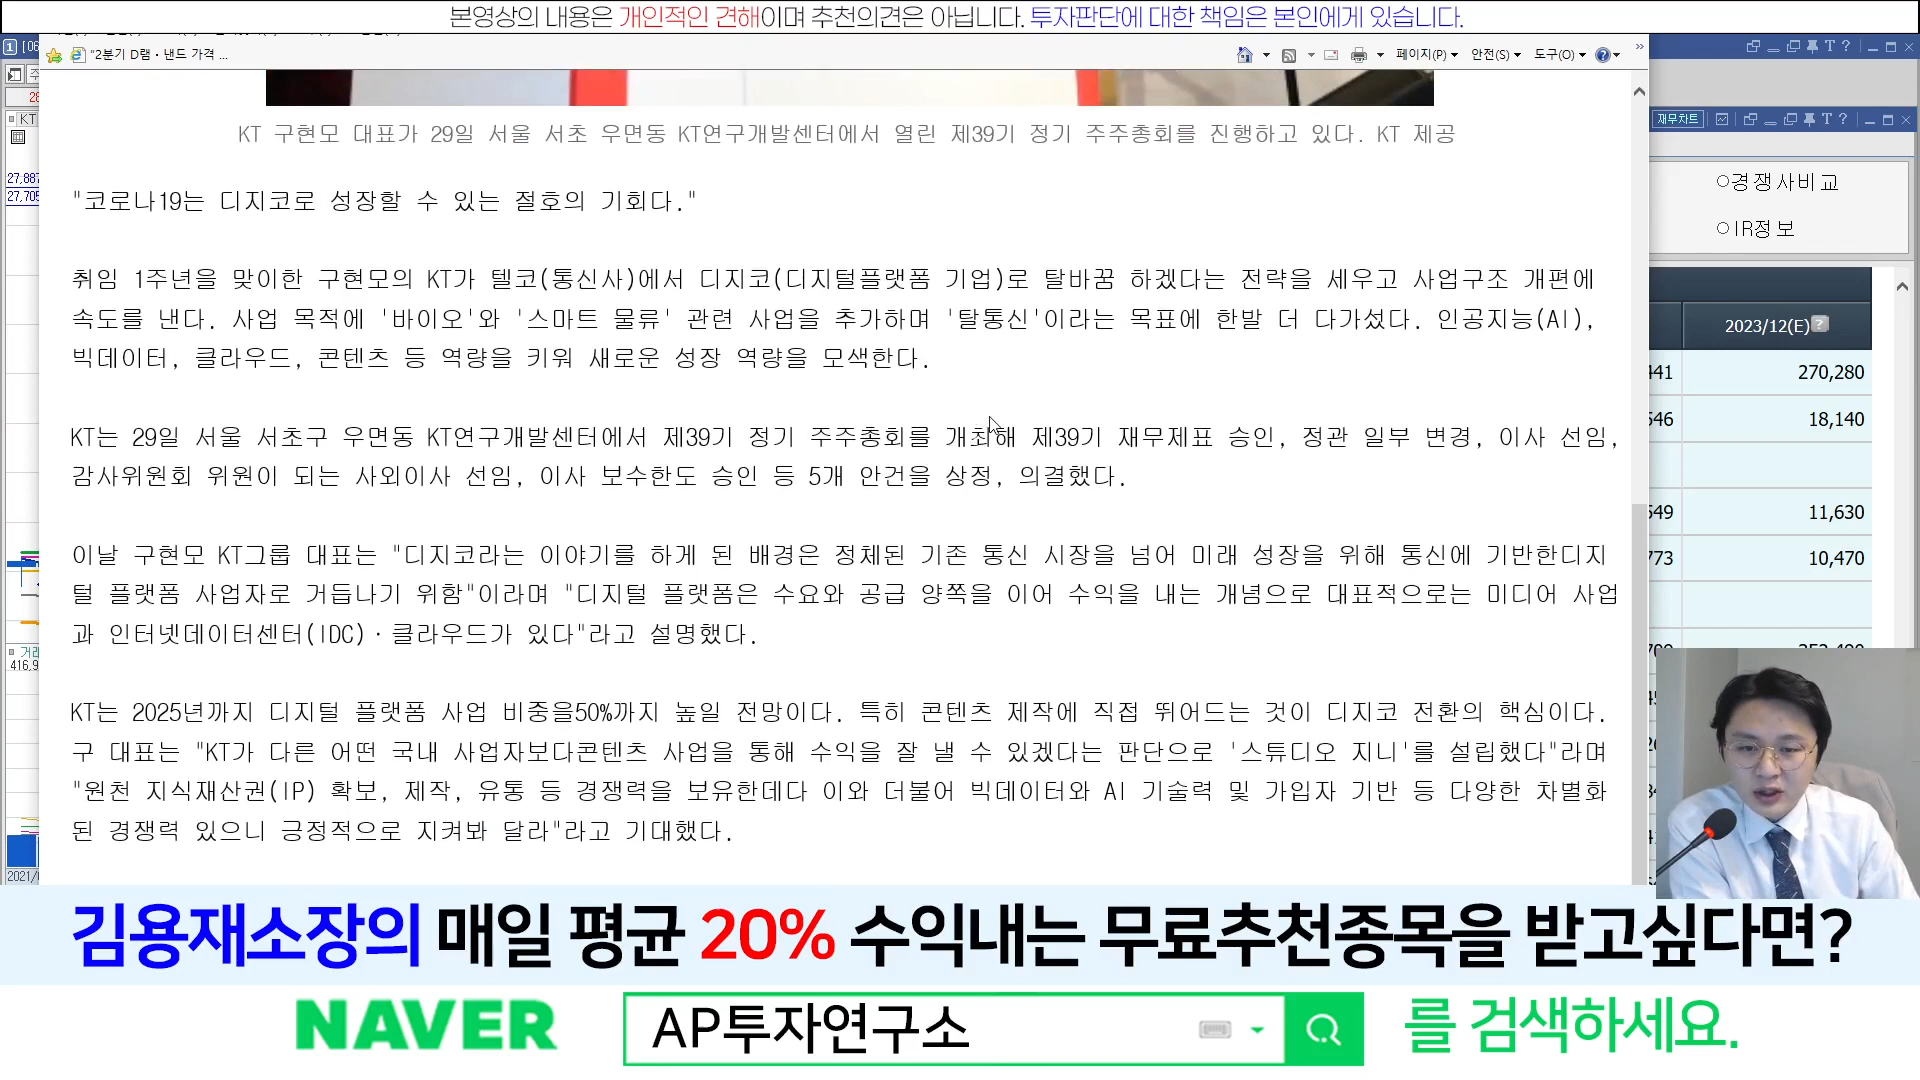 본영상의 내용은 개인적인 견해이며 추천의견은 아닙니다. 투자판단에 대한 책임은 본인에게 있습니다.
1 [06
"2분기 D램ㆍ낸드 가격 ...
페이지(P) 안전(S) 도구(O)
주
28
KT
27,887
27,705
KT 구현모 대표가 29일 서울 서초 우면동 KT연구개발센터에서 열린 제39기 정기 주주총회를 진행하고 있다. KT 제공
"코로나19는 디지코로 성장할 수 있는 절호의 기회다."
취임 1주년을 맞이한 구현모의 KT가 텔코(통신사)에서 디지코(디지털플랫폼 기업)로 탈바꿈 하겠다는 전략을 세우고 사업구조 개편에
속도를 낸다. 사업 목적에 '바이오'와 '스마트 물류' 관련 사업을 추가하며 '탈통신'이라는 목표에 한발 더 다가섰다. 인공지능(AI),
빅데이터, 클라우드, 콘텐츠 등 역량을 키워 새로운 성장 역량을 모색한다.
KT는 29일 서울 서초구 우면동 KT연구개발센터에서 제39기 정기 주주총회를 개최해 제39기 재무제표 승인, 정관 일부 변경, 이사 선임,
감사위원회 위원이 되는 사외이사 선임, 이사 보수한도 승인 등 5개 안건을 상정, 의결했다.
이날 구현모 KT그룹 대표는 "디지코라는 이야기를 하게 된 배경은 정체된 기존 통신 시장을 넘어 미래 성장을 위해 통신에 기반한디지
털 플랫폼 사업자로 거듭나기 위함"이라며 "디지털 플랫폼은 수요와 공급 양쪽을 이어 수익을 내는 개념으로 대표적으로는 미디어 사업
과 인터넷데이터센터(IDC)·클라우드가 있다"라고 설명했다.
KT는 2025년까지 디지털 플랫폼 사업 비중을50%까지 높일 전망이다. 특히 콘텐츠 제작에 직접 뛰어드는 것이 디지코 전환의 핵심이다.
구 대표는 "KT가 다른 어떤 국내 사업자보다콘텐츠 사업을 통해 수익을 잘 낼 수 있겠다는 판단으로 '스튜디오 지니'를 설립했다"라며
"원천 지식재산권(IP) 확보, 제작, 유통 등 경쟁력을 보유한데다 이와 더불어 빅데이터와 AI 기술력 및 가입자 기반 등 다양한 차별화
된 경쟁력 있으니 긍정적으로 지켜봐 달라"라고 기대했다.
거래
416,9
2021/
재무차트
경쟁사비교
IR정보
2023/12(E)
441 270,280
546 18,140
549 11,630
773 10,470
김용재소장의 매일 평균 20% 수익내는 무료추천종목을 받고싶다면?
NAVER AP투자연구소 를 검색하세요.